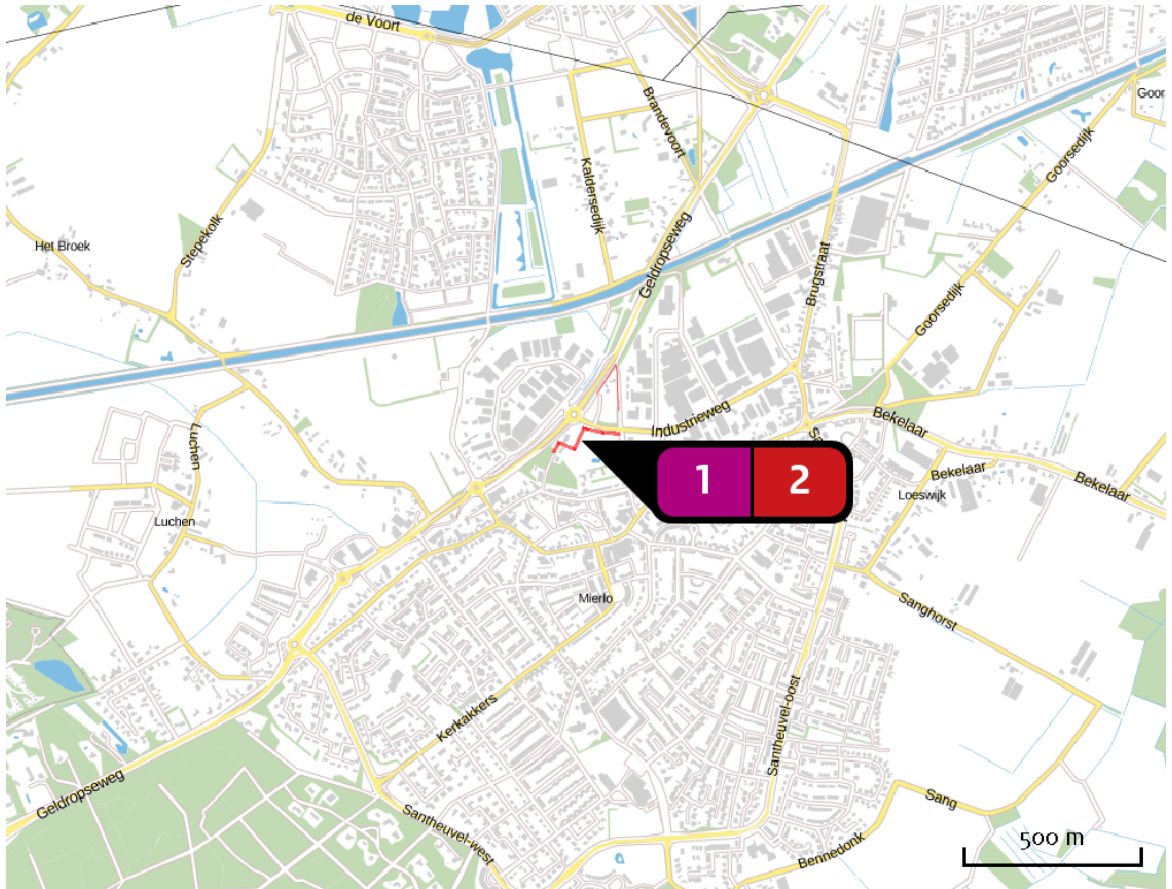 de Voort
Brandevoort
Goor
Goorsedijk
Kaldersedijk
Stepekolk
Het Broek
Geldropseweg
Brugstraat
Goorsedijk
Industrieweg
Bekelaar
Luchen
Se
1 2
Bekelaar
Bekelaar
Loeswijk
Luchen
Mierlo
Sanghorst
Kerkakkers
Santheuvel-oost
Geldropseweg
Sang
Santheuvel-west
500 m
Bennedonk